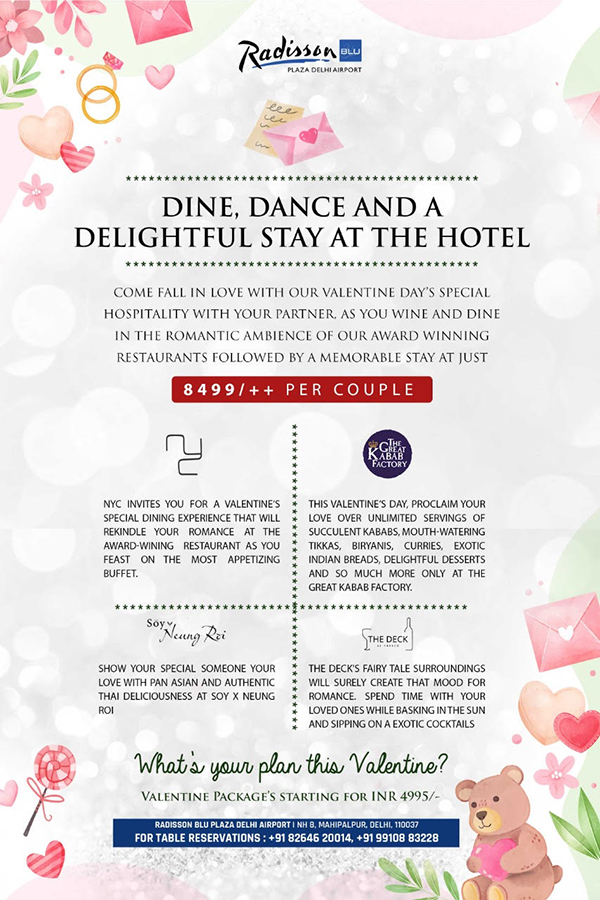 Radisson BLU
PLAZA DELHI AIRPORT
DINE, DANCE AND A
DELIGHTFUL STAY AT THE HOTEL
COME FALL IN LOVE WITH OUR VALENTINE DAY'S SPECIAL
HOSPITALITY WITH YOUR PARTNER. AS YOU WINE AND DINE
IN THE ROMANTIC AMBIENCE OF OUR AWARD WINNING
RESTAURANTS FOLLOWED BY A MEMORABLE STAY AT JUST
8499/++ PER COUPLE
nyc
NYC INVITES YOU FOR A VALENTINE'S
SPECIAL DINING EXPERIENCE THAT WILL
REKINDLE YOUR ROMANCE AT THE
AWARD-WINING RESTAURANT AS YOU
FEAST ON THE MOST APPETIZING
BUFFET.
THE
GREAT
KABAB
FACTORY
THIS VALENTINE'S DAY, PROCLAIM YOUR
LOVE OVER UNLIMITED SERVINGS OF
SUCCULENT KABABS, MOUTH-WATERING
TIKKAS, BIRYANIS, CURRIES, EXOTIC
INDIAN BREADS, DELIGHTFUL DESSERTS
AND SO MUCH MORE ONLY AT THE
GREAT KABAB FACTORY.
Soy Neung Roi
SHOW YOUR SPECIAL SOMEONE YOUR
LOVE WITH PAN ASIAN AND AUTHENTIC
THAI DELICIOUSNESS AT SOY X NEUNG
ROI
THE DECK
THE DECK'S FAIRY TALE SURROUNDINGS
WILL SURELY CREATE THAT MOOD FOR
ROMANCE. SPEND TIME WITH YOUR
LOVED ONES WHILE BASKING IN THE SUN
AND SIPPING ON A EXOTIC COCKTAILS
What's your plan this Valentine?
VALENTINE PACKAGE'S STARTING FOR INR 4995/-
RADISSON BLU PLAZA DELHI AIRPORT I NH 8, MAHIPALPUR, DELHI, 110037
FOR TABLE RESERVATIONS : +91 82646 20014, +91 99108 83228